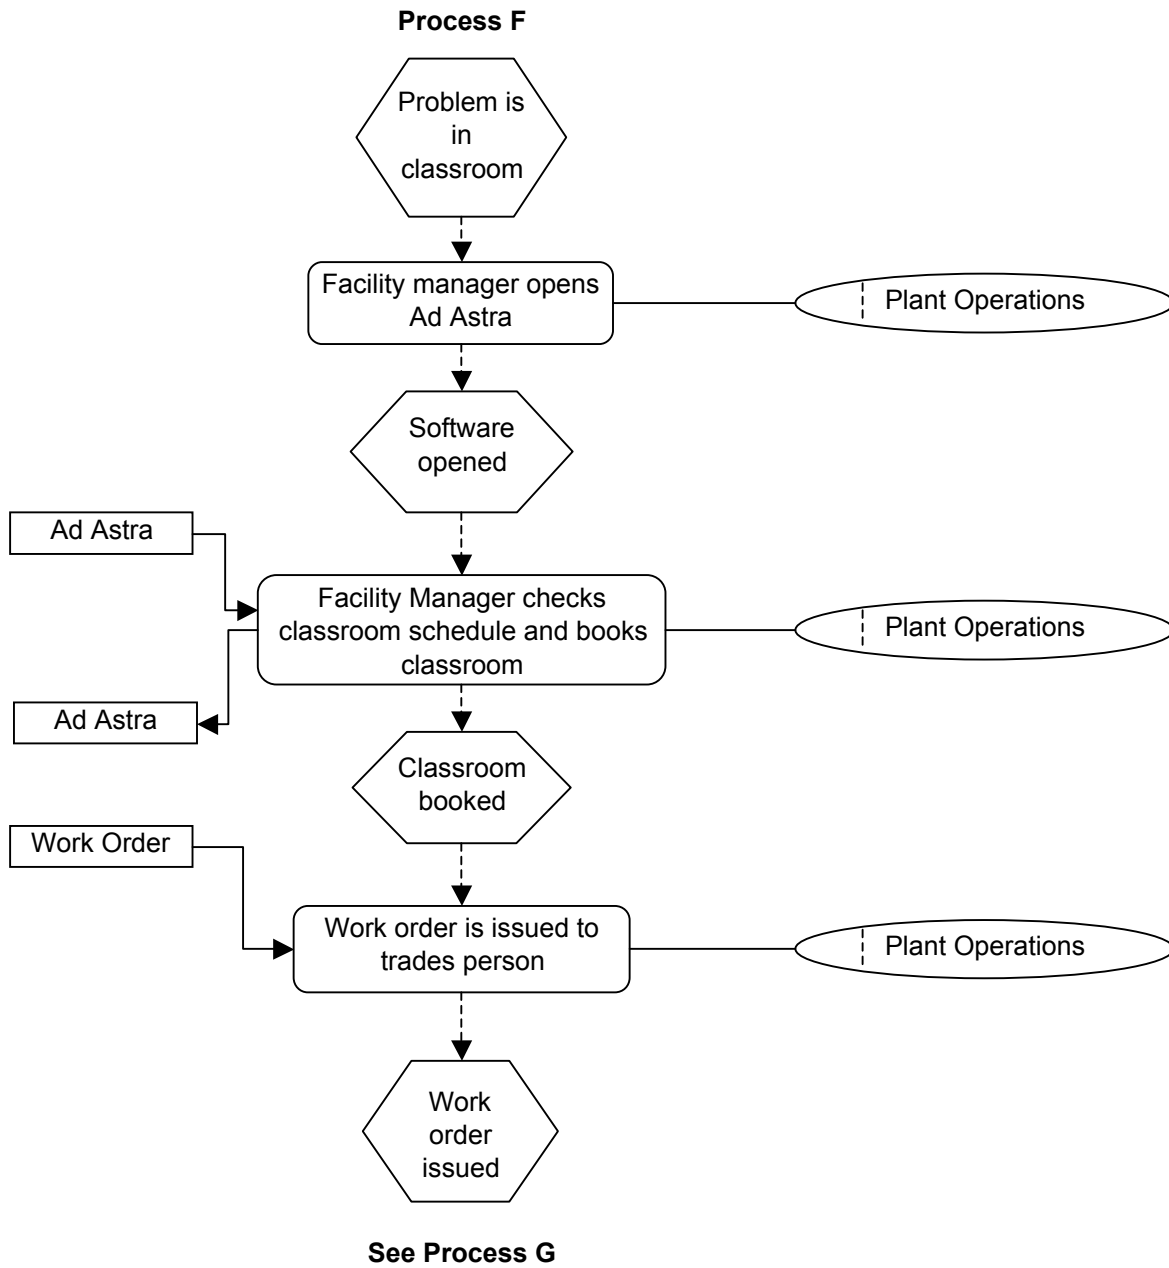 Process F
Problem is
in
classroom
Facility manager opens
Ad Astra
Plant Operations
Software
opened
Ad Astra
Facility Manager checks
classroom schedule and books
classroom
Plant Operations
Ad Astra
Classroom
booked
Work Order
Work order is issued to
trades person
Plant Operations
Work
order
issued
See Process G